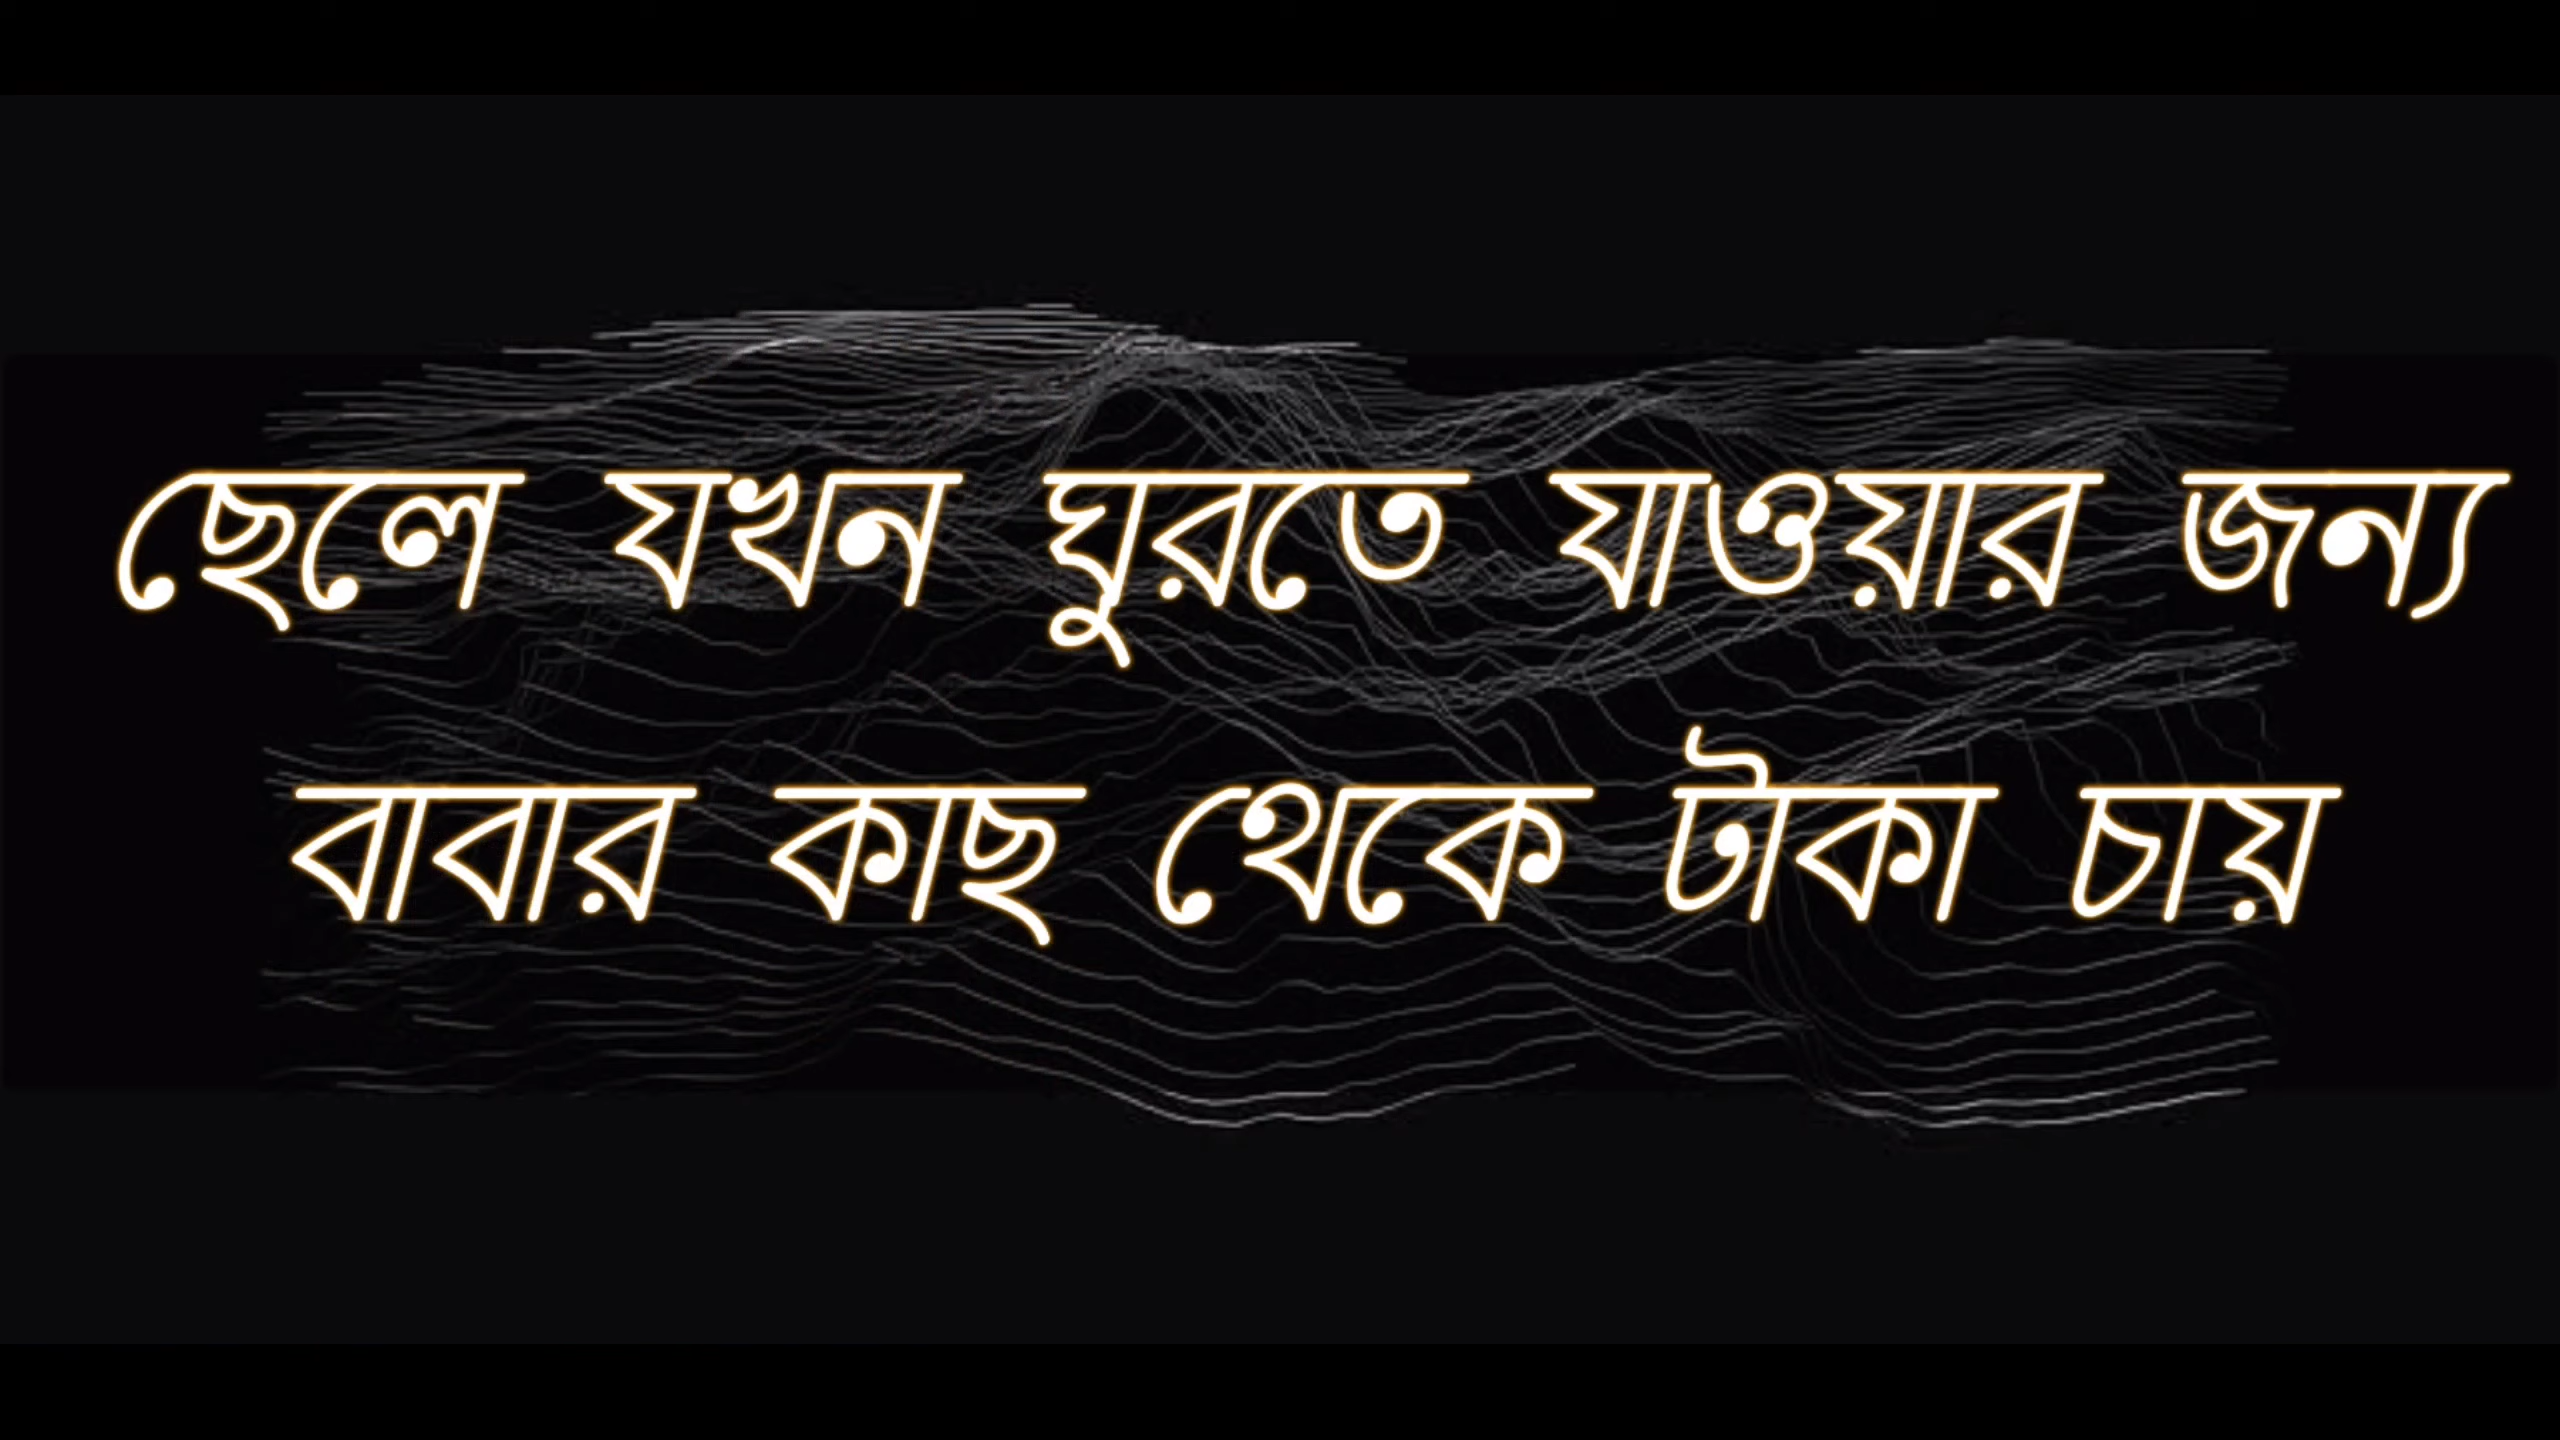 ছেলে যখন ঘুরতে যাওয়ার জন্য
বাবার কাছ থেকে টাকা চায়